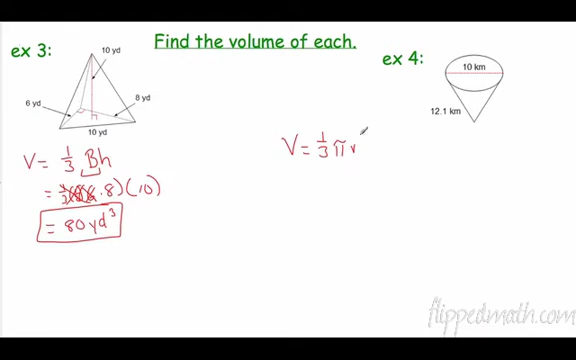 Find the volume of each.
ex 3:
10 yd
6 yd
8 yd
10 yd
V = 1/3 Bh
· 8)(10)
= 80 yd³
ex 4:
10 km
12.1 km
V = 1/3 π r
flippedmath.com